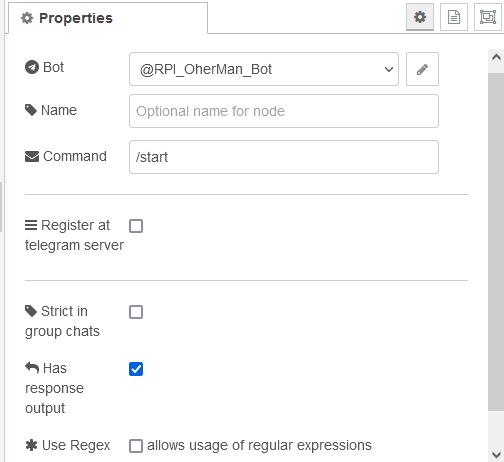 Properties
Bot
@RPI_OherMan_Bot
Name
Optional name for node
Command
/start
Register at
telegram server
Strict in
group chats
Has
response
output
Use Regex
allows usage of regular expressions